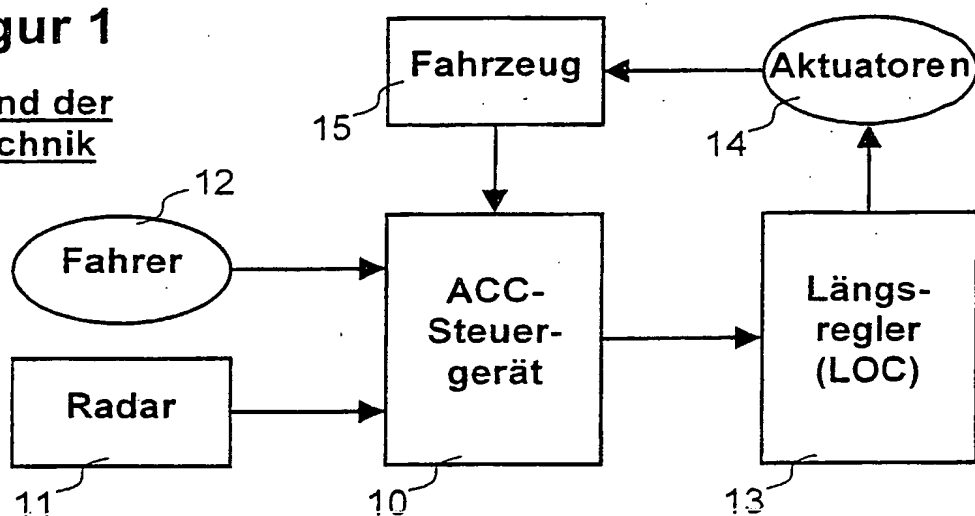 gur 1
nd der
chnik
Fahrzeug
15
Aktuatoren
14
12
Fahrer
Radar
11
ACC-
Steuer-
gerät
10
Längs-
regler
(LOC)
13